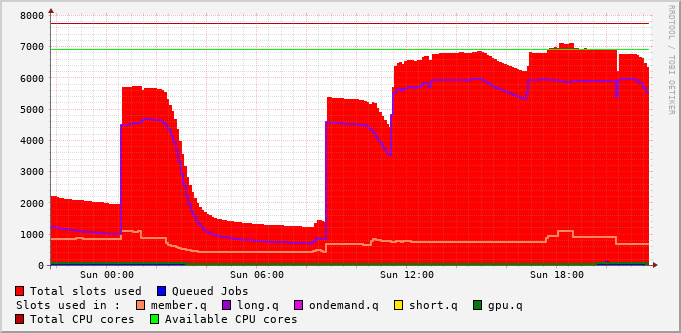 8000
7000
6000
5000
4000
3000
2000
1000
0
Sun 00:00 Sun 06:00 Sun 12:00 Sun 18:00
RRDTOOL / TOBI OETIKER
Total slots used Queued Jobs
Slots used in : member.q long.q ondemand.q short.q gpu.q
Total CPU cores Available CPU cores